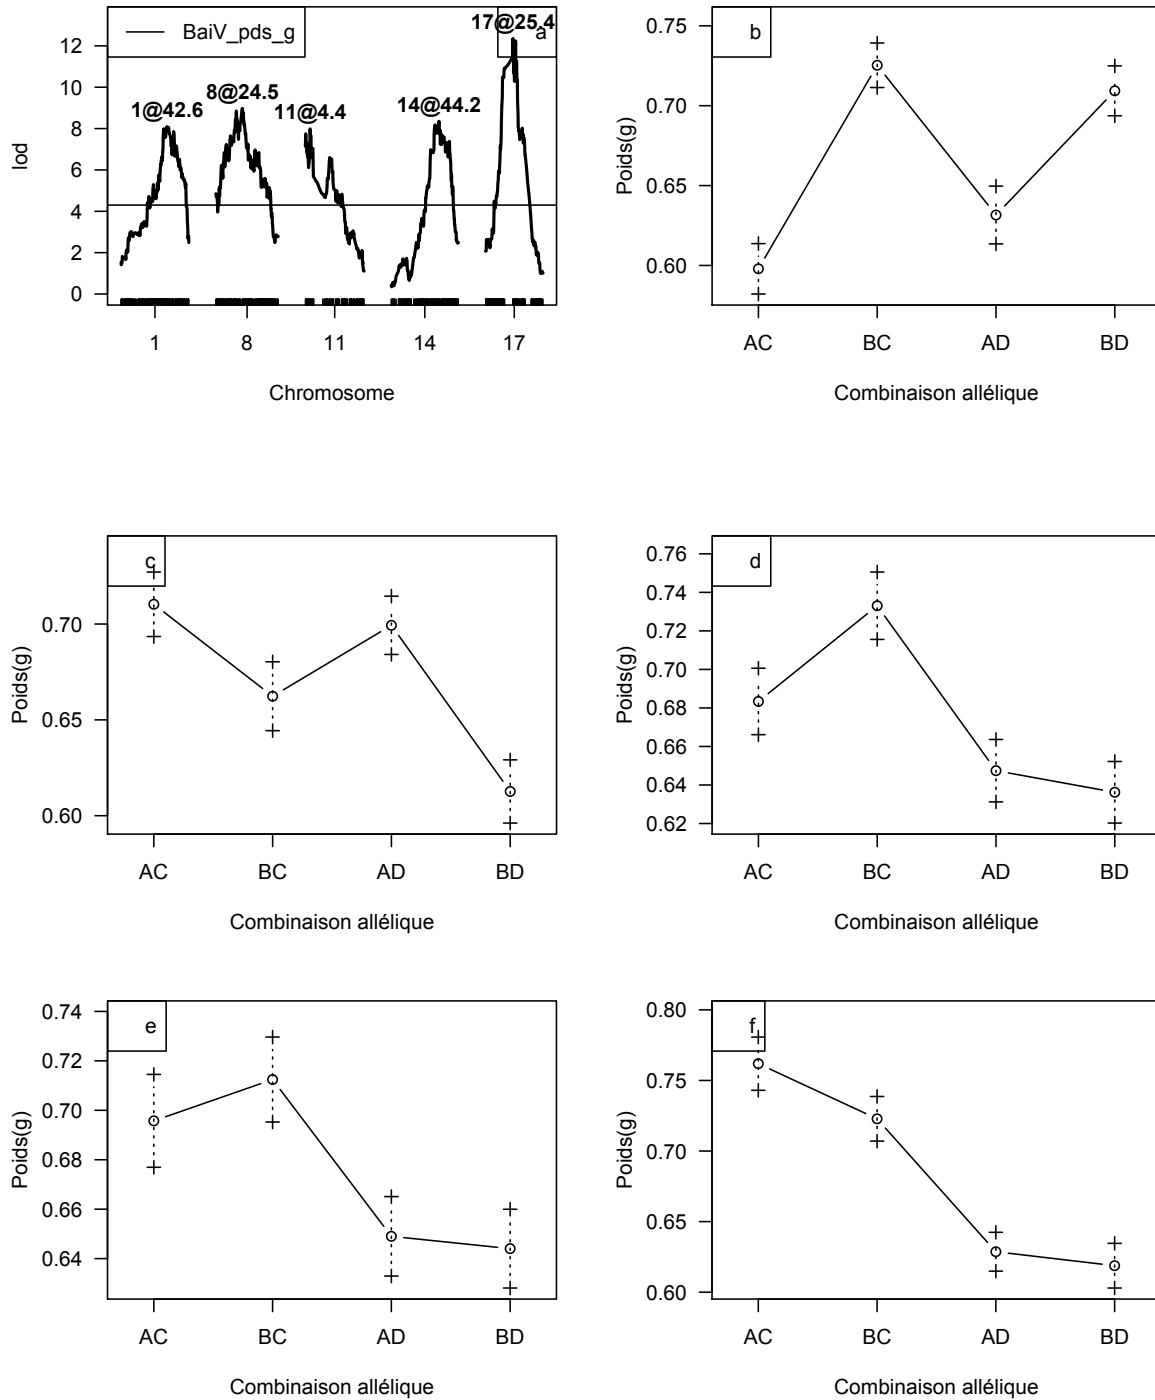 BaiV_pds_g
a
1@42.6
8@24.5
11@4.4
14@44.2
17@25.4
lod
12
10
8
6
4
2
0
1
8
11
14
17
Chromosome
b
Poids(g)
0.75
0.70
0.65
0.60
AC
BC
AD
BD
Combinaison allélique
c
Poids(g)
0.70
0.65
0.60
AC
BC
AD
BD
Combinaison allélique
d
Poids(g)
0.76
0.74
0.72
0.70
0.68
0.66
0.64
0.62
AC
BC
AD
BD
Combinaison allélique
e
Poids(g)
0.74
0.72
0.70
0.68
0.66
0.64
AC
BC
AD
BD
Combinaison allélique
f
Poids(g)
0.80
0.75
0.70
0.65
0.60
AC
BC
AD
BD
Combinaison allélique